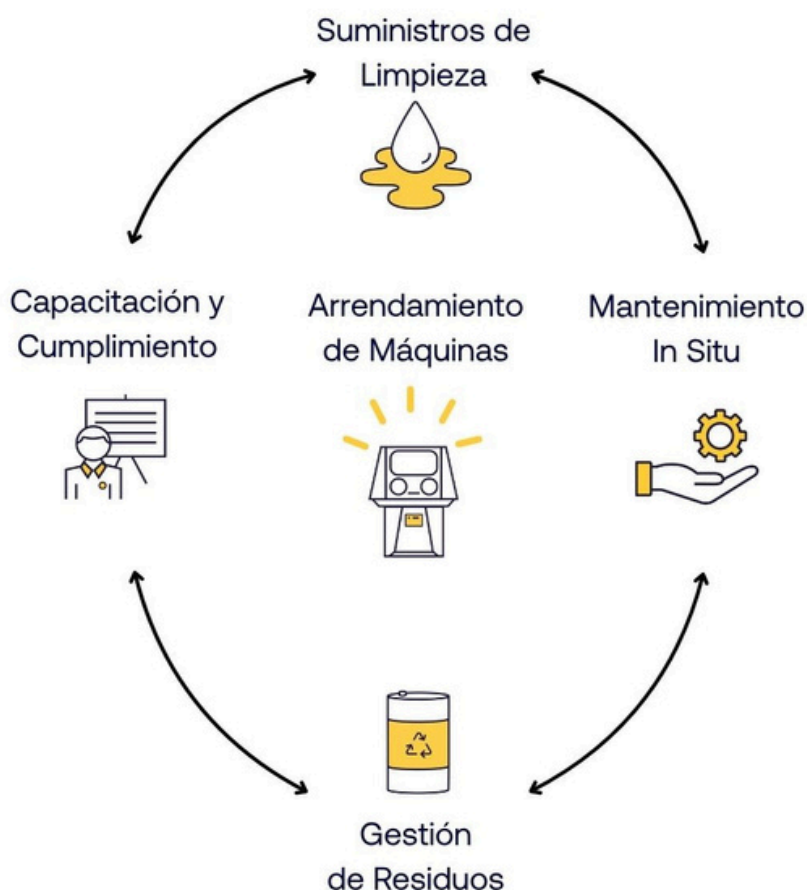 Suministros de
Limpieza
Capacitación y
Cumplimiento
Arrendamiento
de Máquinas
Mantenimiento
In Situ
Gestión
de Residuos